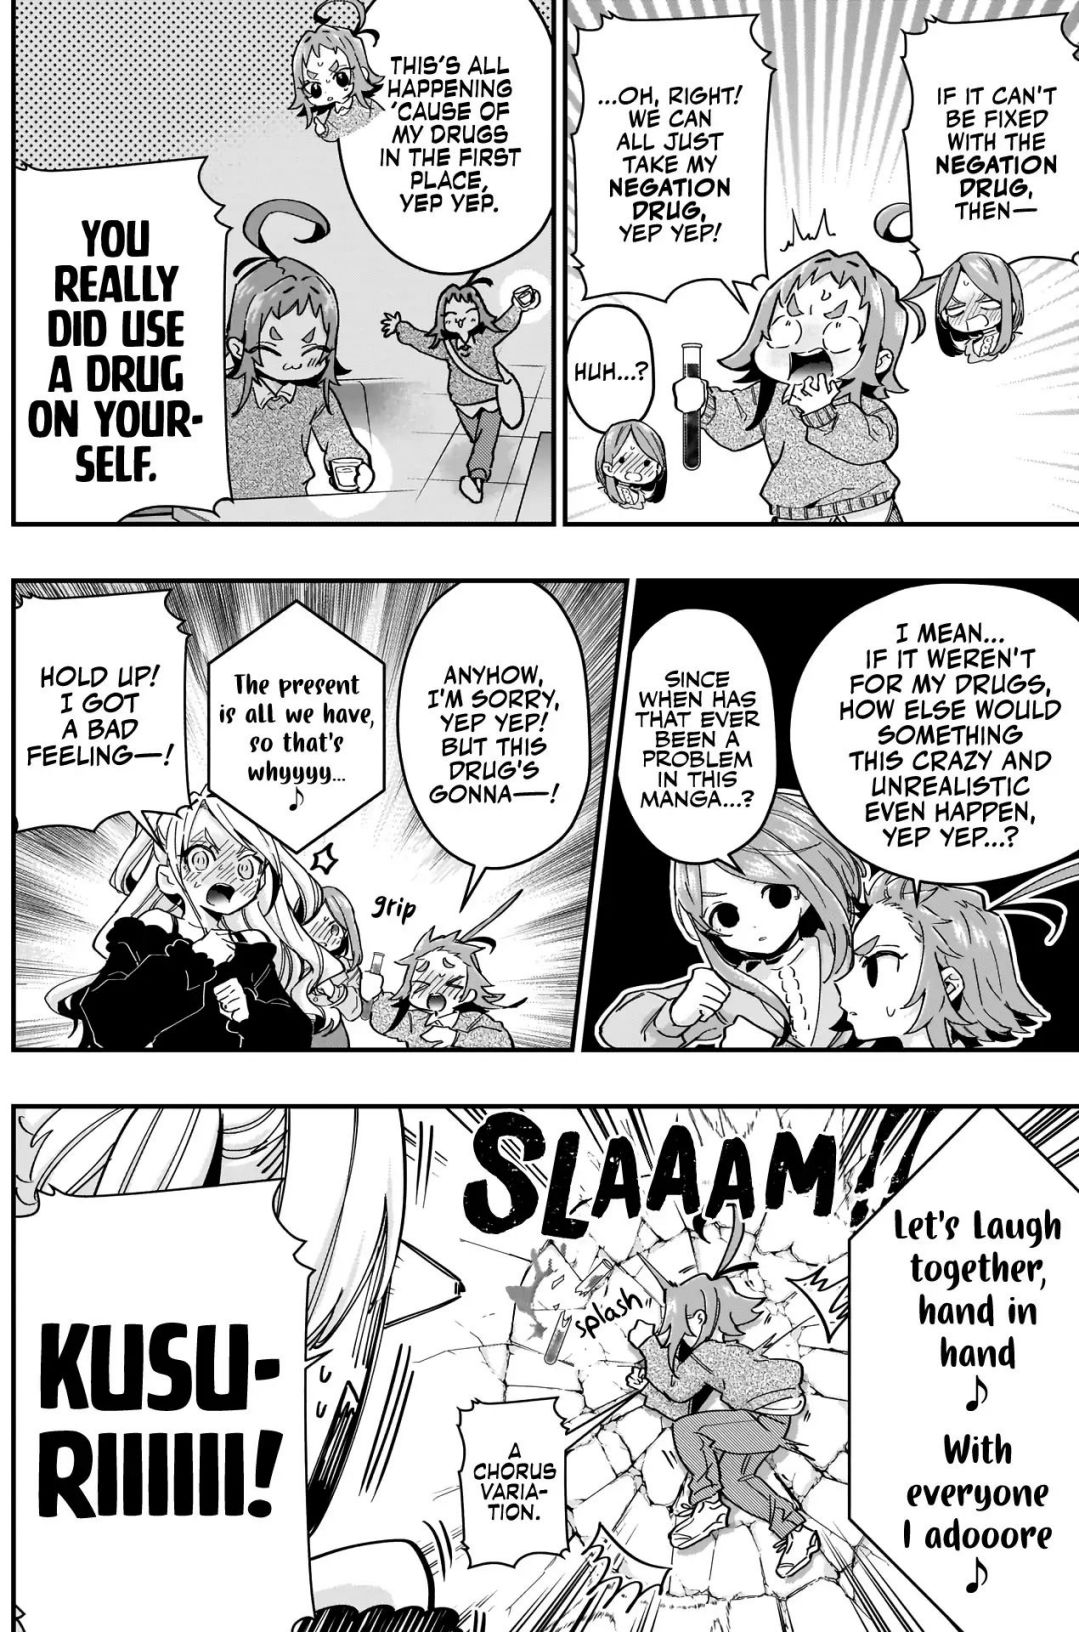 IF IT CAN'T
BE FIXED
WITH THE
NEGATION
DRUG,
THEN—
...OH, RIGHT!
WE CAN
ALL JUST
TAKE MY
NEGATION
DRUG,
YEP YEP!
HUH...?
THIS'S ALL
HAPPENING
'CAUSE OF
MY DRUGS
IN THE FIRST
PLACE,
YEP YEP.
YOU
REALLY
DID USE
A DRUG
ON YOUR-
SELF.
I MEAN...
IF IT WEREN'T
FOR MY DRUGS,
HOW ELSE WOULD
SOMETHING
THIS CRAZY AND
UNREALISTIC
EVEN HAPPEN,
YEP YEP...?
SINCE
WHEN HAS
THAT EVER
BEEN A
PROBLEM
IN THIS
MANGA...?
ANYHOW,
I'M SORRY,
YEP YEP!
BUT THIS
DRUG'S
GONNA—!
grip
The present
is all we have,
so that's
whyyyy...
♪
HOLD UP!
I GOT
A BAD
FEELING—!
Let's Laugh
together,
hand in
hand
♪
With
everyone
I adooore
♪
SLAAAM!!
splash
A
CHORUS
VARIA-
TION.
KUSU-
RIIIIII!